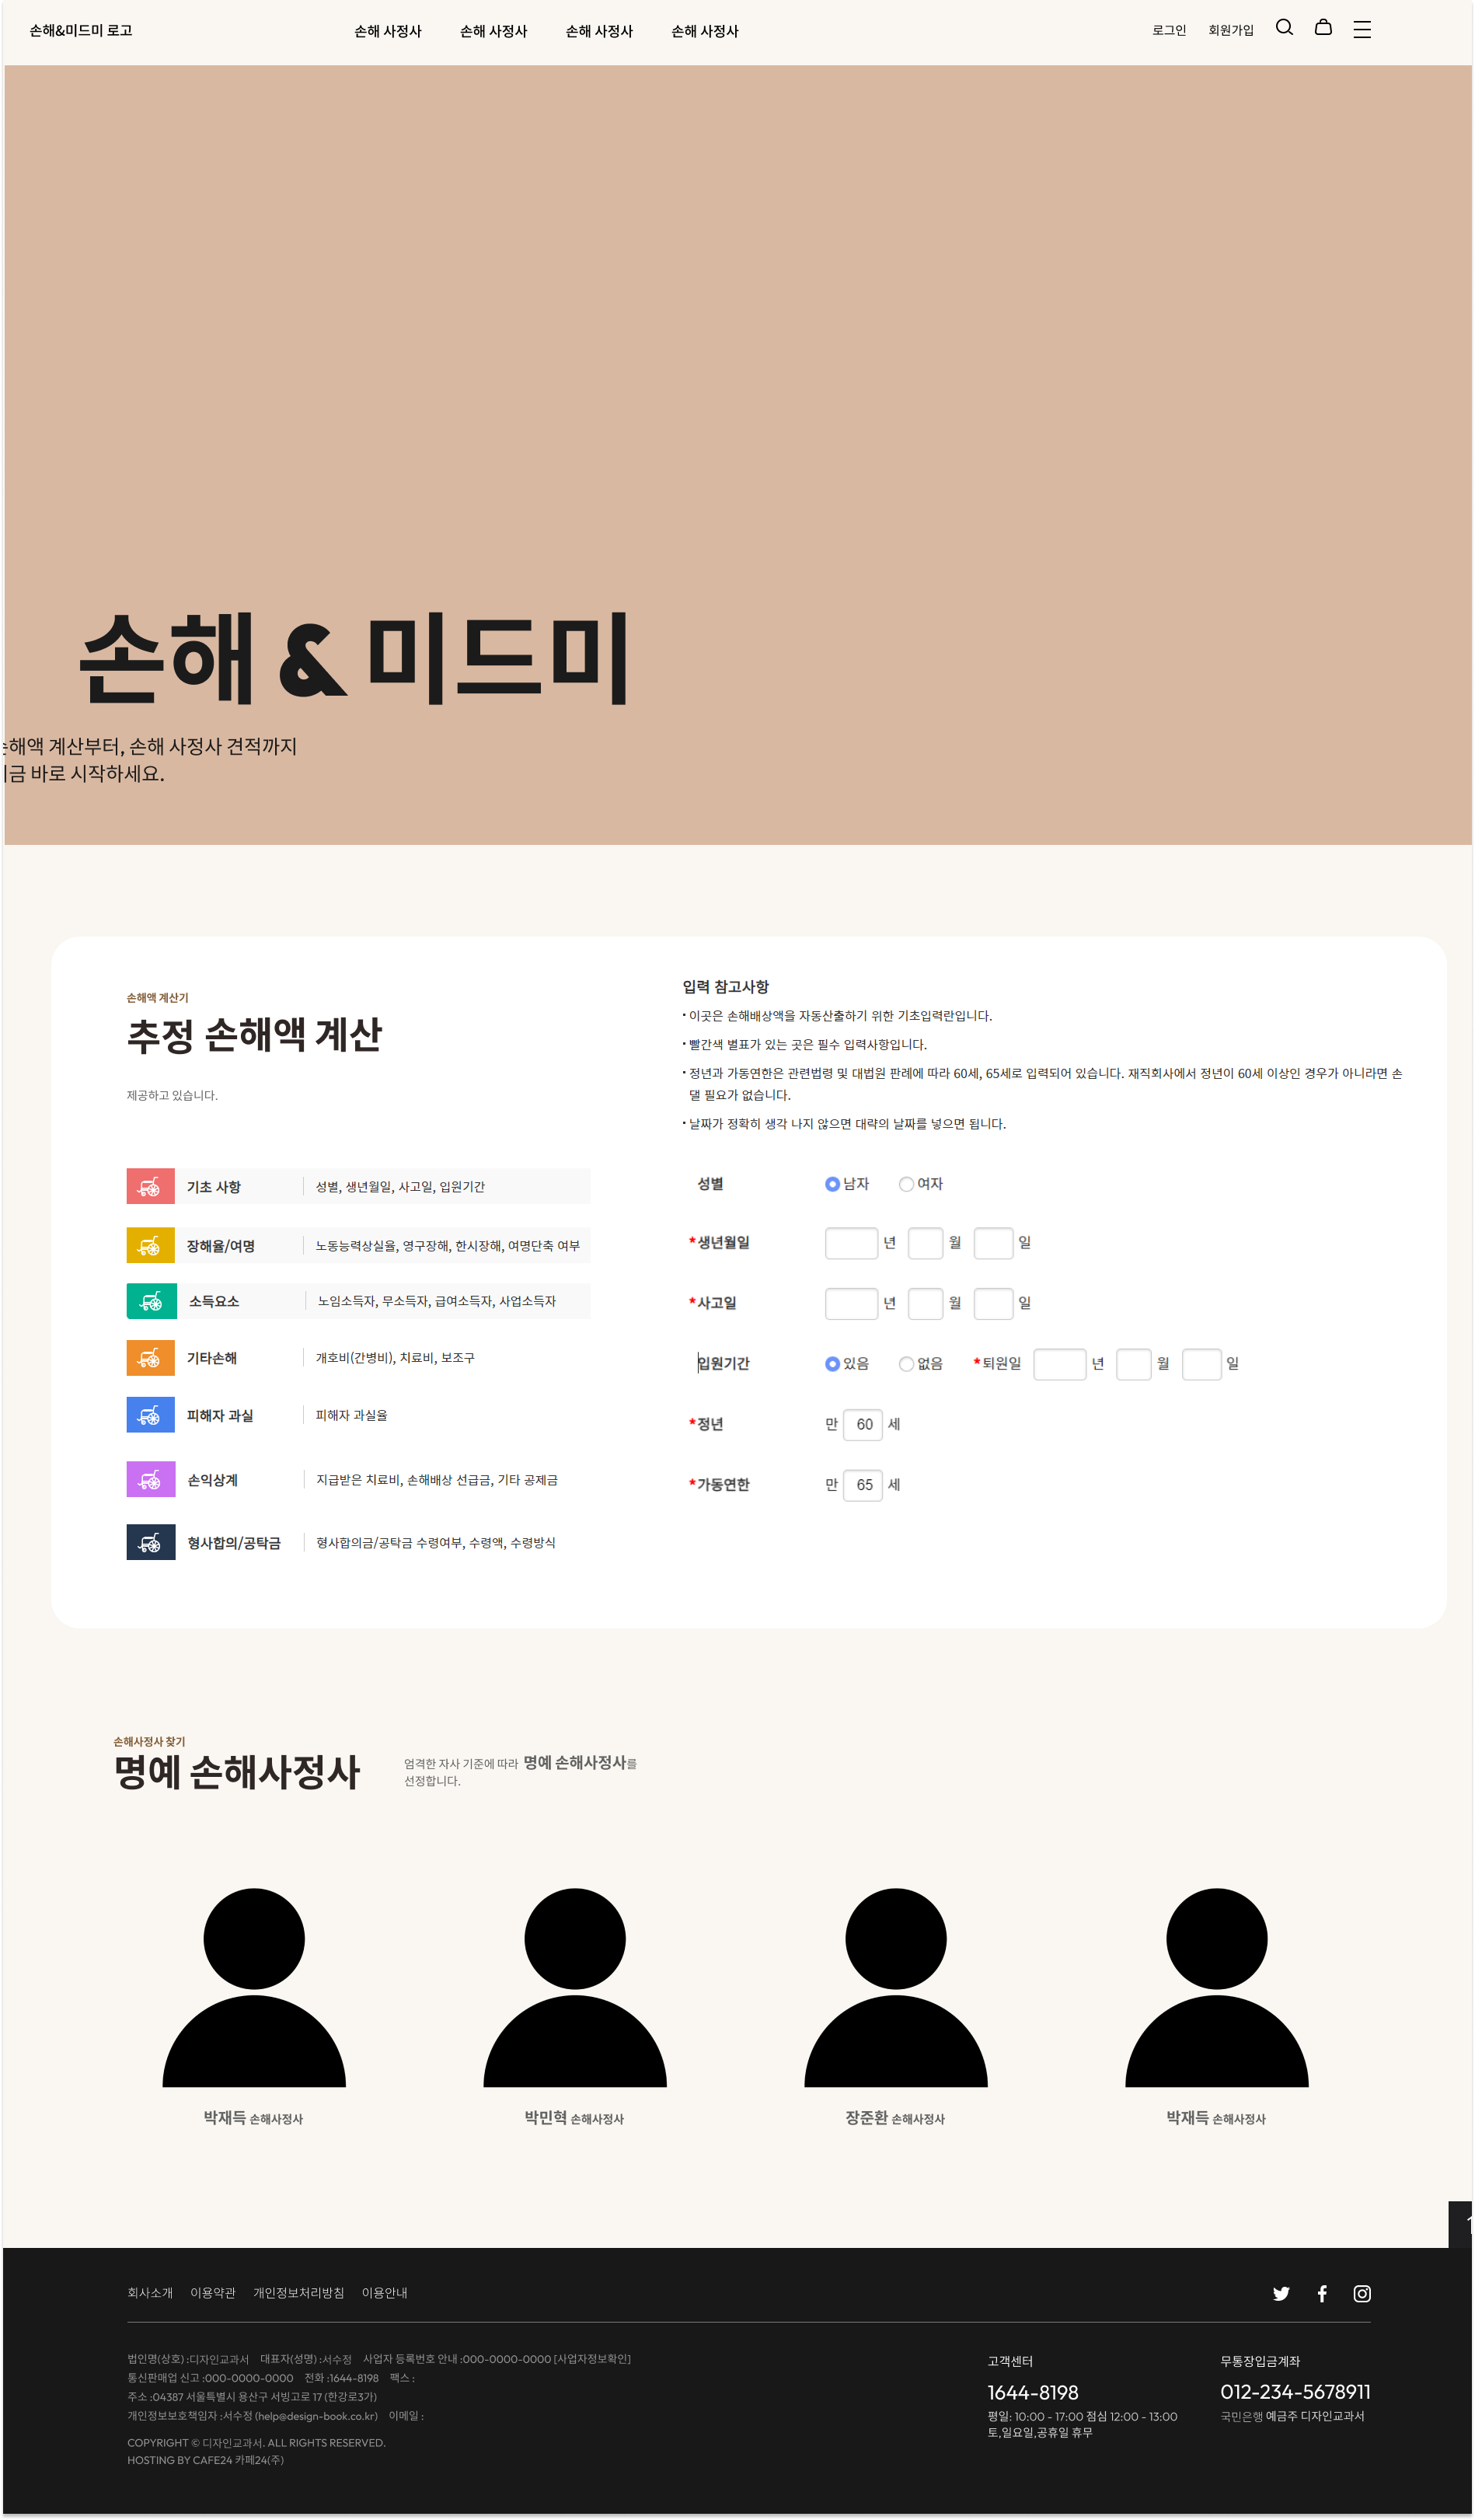 손해&미드미 로고
손해 사정사 손해 사정사 손해 사정사 손해 사정사
로그인 회원가입
손해 & 미드미
해액 계산부터, 손해 사정사 견적까지
금 바로 시작하세요.
손해액 계산기
추정 손해액 계산
제공하고 있습니다.
기초 사항 성별, 생년월일, 사고일, 입원기간
장해율/여명 노동능력상실율, 영구장해, 한시장해, 여명단축 여부
소득요소 노임소득자, 무소득자, 급여소득자, 사업소득자
기타손해 개호비(간병비), 치료비, 보조구
피해자 과실 피해자 과실율
손익상계 지급받은 치료비, 손해배상 선급금, 기타 공제금
형사합의/공탁금 형사합의금/공탁금 수령여부, 수령액, 수령방식
입력 참고사항
· 이곳은 손해배상액을 자동산출하기 위한 기초입력란입니다.
· 빨간색 별표가 있는 곳은 필수 입력사항입니다.
· 정년과 가동연한은 관련법령 및 대법원 판례에 따라 60세, 65세로 입력되어 있습니다. 재직회사에서 정년이 60세 이상인 경우가 아니라면 손
댈 필요가 없습니다.
· 날짜가 정확히 생각 나지 않으면 대략의 날짜를 넣으면 됩니다.
성별 남자 여자
*생년월일 년 월 일
*사고일 년 월 일
입원기간 있음 없음 *퇴원일 년 월 일
*정년 만 60 세
*가동연한 만 65 세
손해사정사 찾기
명예 손해사정사
엄격한 자사 기준에 따라 명예 손해사정사를
선정합니다.
박재득 손해사정사
박민혁 손해사정사
장준환 손해사정사
박재득 손해사정사
회사소개 이용약관 개인정보처리방침 이용안내
법인명(상호) :디자인교과서 대표자(성명) :서수정 사업자 등록번호 안내 :000-0000-0000 [사업자정보확인]
통신판매업 신고 :000-0000-0000 전화 :1644-8198 팩스 :
주소 :04387 서울특별시 용산구 서빙고로 17 (한강로3가)
개인정보보호책임자 :서수정 (help@design-book.co.kr) 이메일 :
COPYRIGHT © 디자인교과서. ALL RIGHTS RESERVED.
HOSTING BY CAFE24 카페24(주)
고객센터
1644-8198
평일: 10:00 - 17:00 점심 12:00 - 13:00
토,일요일,공휴일 휴무
무통장입금계좌
012-234-5678911
국민은행 예금주 디자인교과서